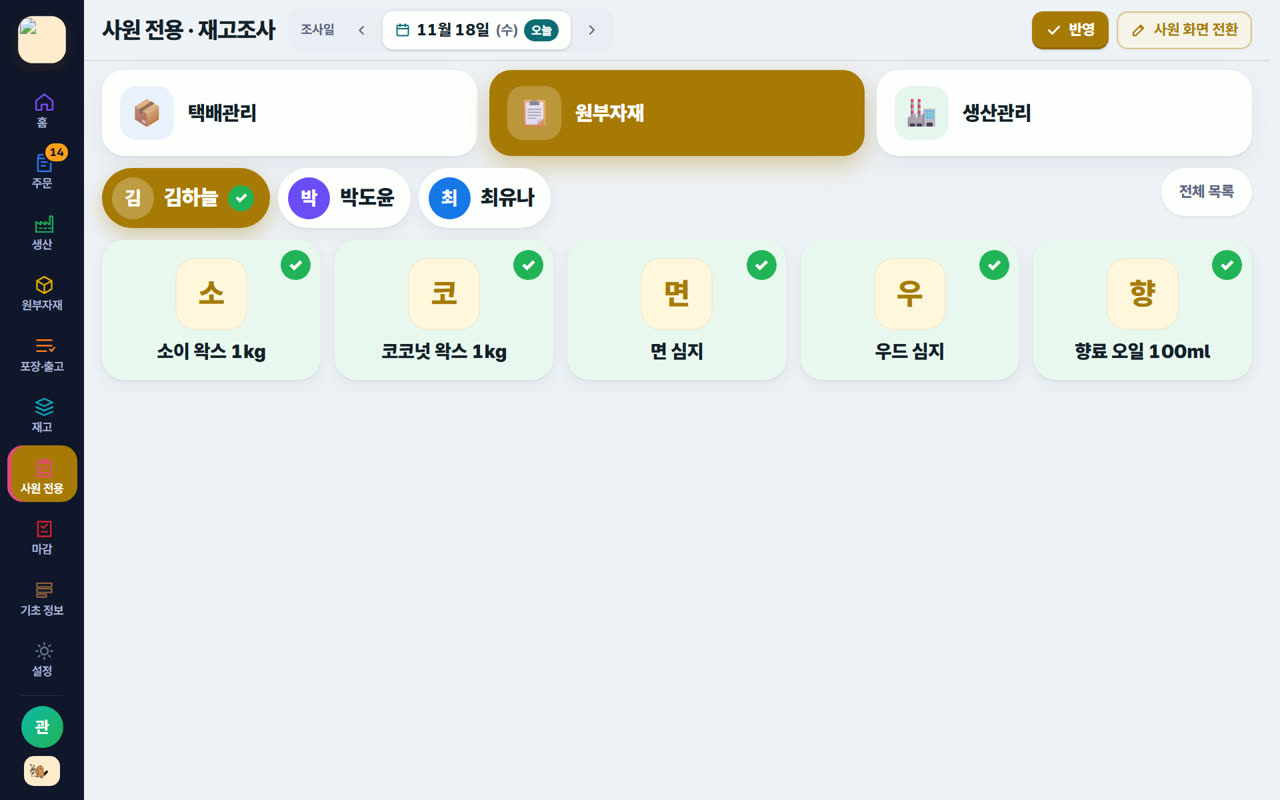 사원 전용 · 재고조사
조사일
11월 18일 (수) 오늘
반영
사원 화면 전환
홈
14
주문
생산
원부자재
포장·출고
재고
사원 전용
마감
기초 정보
설정
관
택배관리
원부자재
생산관리
김 김하늘
박 박도윤
최 최유나
전체 목록
소
소이 왁스 1kg
코
코코넛 왁스 1kg
면
면 심지
우
우드 심지
향
향료 오일 100ml